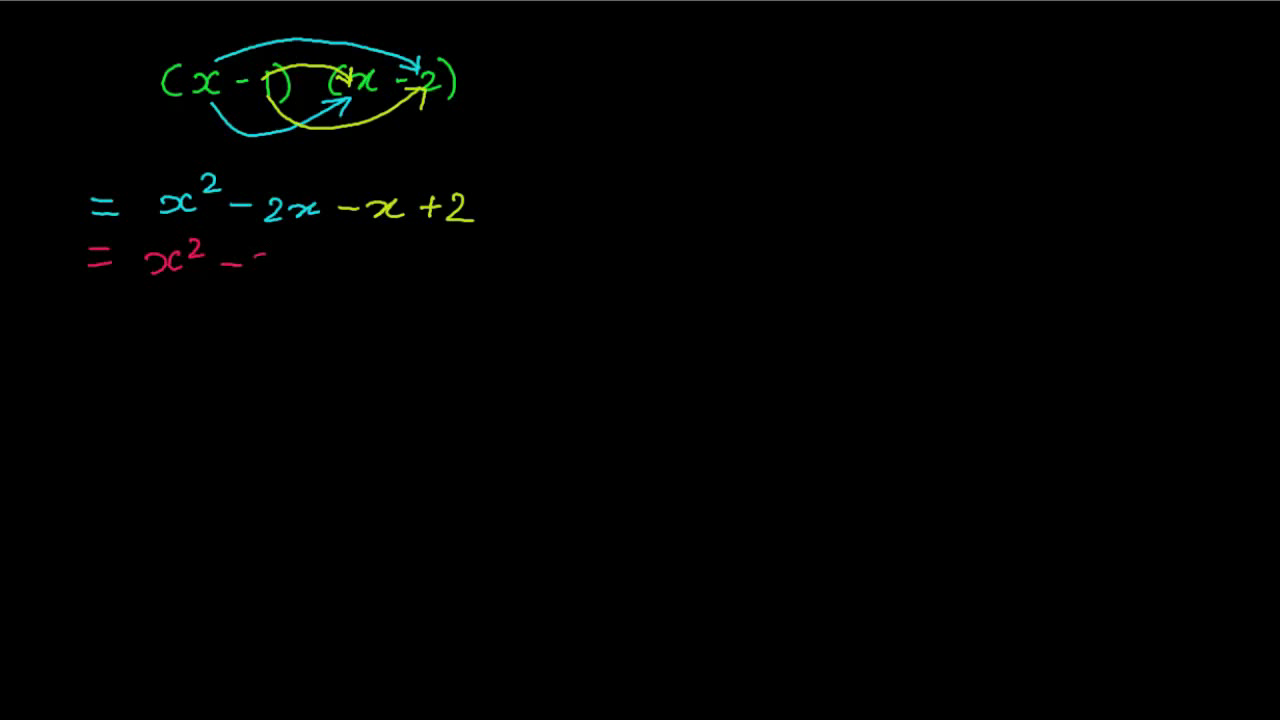 (x - 1) (x - 2)
= x² - 2x - x + 2
= x² -